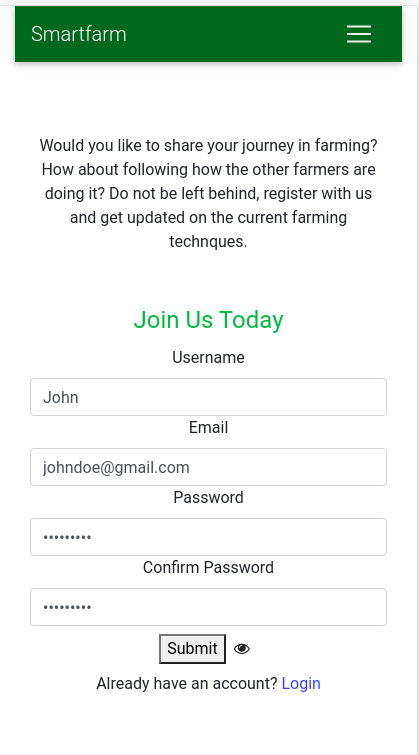 Smartfarm
Would you like to share your journey in farming?
How about following how the other farmers are
doing it? Do not be left behind, register with us
and get updated on the current farming
technques.
Join Us Today
Username
John
Email
johndoe@gmail.com
Password
•••••••••
Confirm Password
•••••••••
Submit
Already have an account? Login